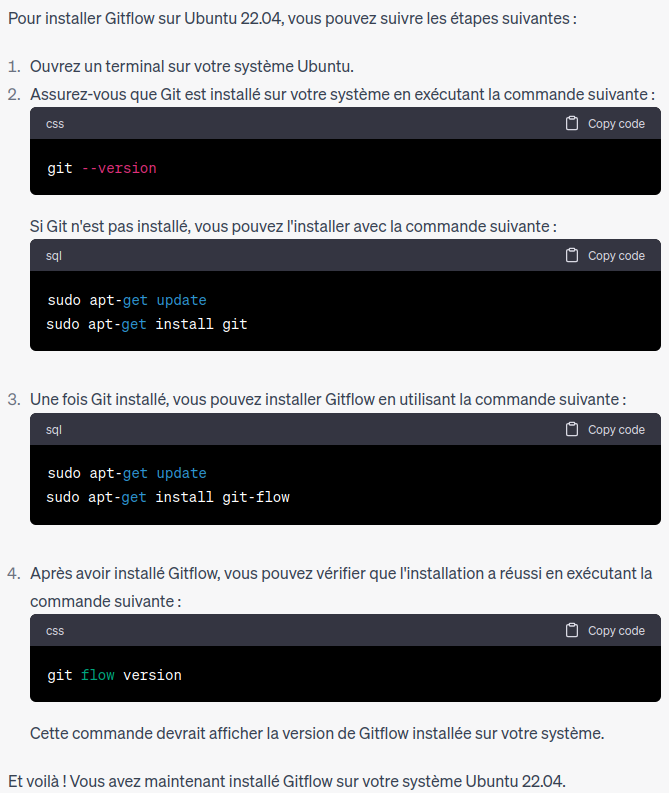 Pour installer Gitflow sur Ubuntu 22.04, vous pouvez suivre les étapes suivantes :
1. Ouvrez un terminal sur votre système Ubuntu.
2. Assurez-vous que Git est installé sur votre système en exécutant la commande suivante :
css Copy code
git --version
Si Git n'est pas installé, vous pouvez l'installer avec la commande suivante :
sql Copy code
sudo apt-get update
sudo apt-get install git
3. Une fois Git installé, vous pouvez installer Gitflow en utilisant la commande suivante :
sql Copy code
sudo apt-get update
sudo apt-get install git-flow
4. Après avoir installé Gitflow, vous pouvez vérifier que l'installation a réussi en exécutant la
commande suivante :
css Copy code
git flow version
Cette commande devrait afficher la version de Gitflow installée sur votre système.
Et voilà ! Vous avez maintenant installé Gitflow sur votre système Ubuntu 22.04.